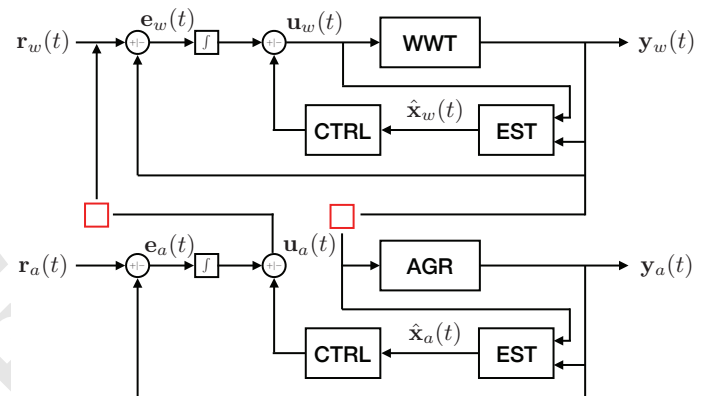 e_w(t) u_w(t)
r_w(t) +|− ∫ +|− WWT y_w(t)
x̂_w(t)
CTRL EST
e_a(t) u_a(t)
r_a(t) +|− ∫ +|− AGR y_a(t)
x̂_a(t)
CTRL EST